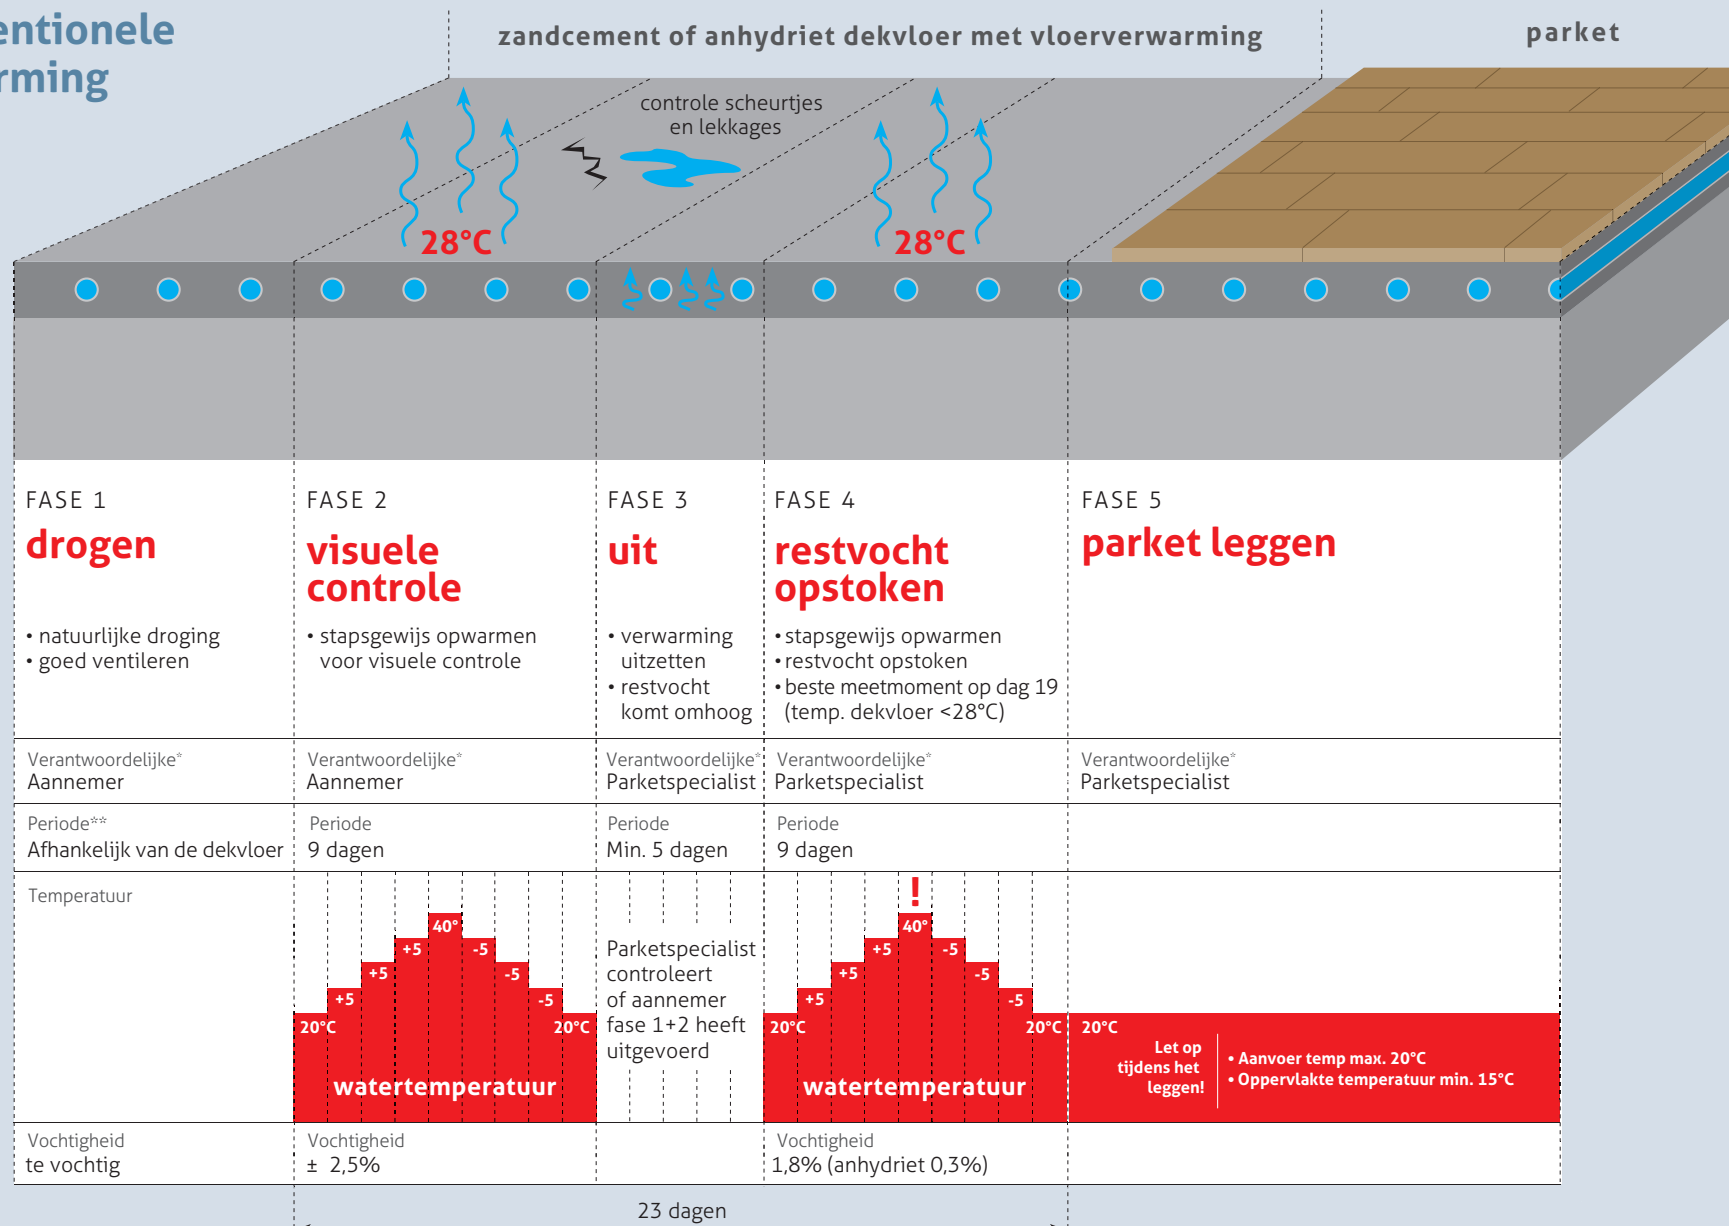 entionele
rming
zandcement of anhydriet dekvloer met vloerverwarming
parket
controle scheurtjes
en lekkages
28°C
28°C
FASE 1
drogen
• natuurlijke droging
• goed ventileren
FASE 2
visuele
controle
• stapsgewijs opwarmen
voor visuele controle
FASE 3
uit
• verwarming
uitzetten
• restvocht
komt omhoog
FASE 4
restvocht
opstoken
• stapsgewijs opwarmen
• restvocht opstoken
• beste meetmoment op dag 19
(temp. dekvloer <28°C)
FASE 5
parket leggen
Verantwoordelijke*
Aannemer
Verantwoordelijke*
Aannemer
Verantwoordelijke*
Parketspecialist
Verantwoordelijke*
Parketspecialist
Verantwoordelijke*
Parketspecialist
Periode**
Afhankelijk van de dekvloer
Periode
9 dagen
Periode
Min. 5 dagen
Periode
9 dagen
Temperatuur
20°C
+5
+5
+5
40°
-5
-5
-5
20°C
watertemperatuur
Parketspecialist
controleert
of aannemer
fase 1+2 heeft
uitgevoerd
!
20°C
+5
+5
+5
40°
-5
-5
-5
20°C
watertemperatuur
20°C
Let op
tijdens het
leggen!
• Aanvoer temp max. 20°C
• Oppervlakte temperatuur min. 15°C
Vochtigheid
te vochtig
Vochtigheid
± 2,5%
Vochtigheid
1,8% (anhydriet 0,3%)
23 dagen